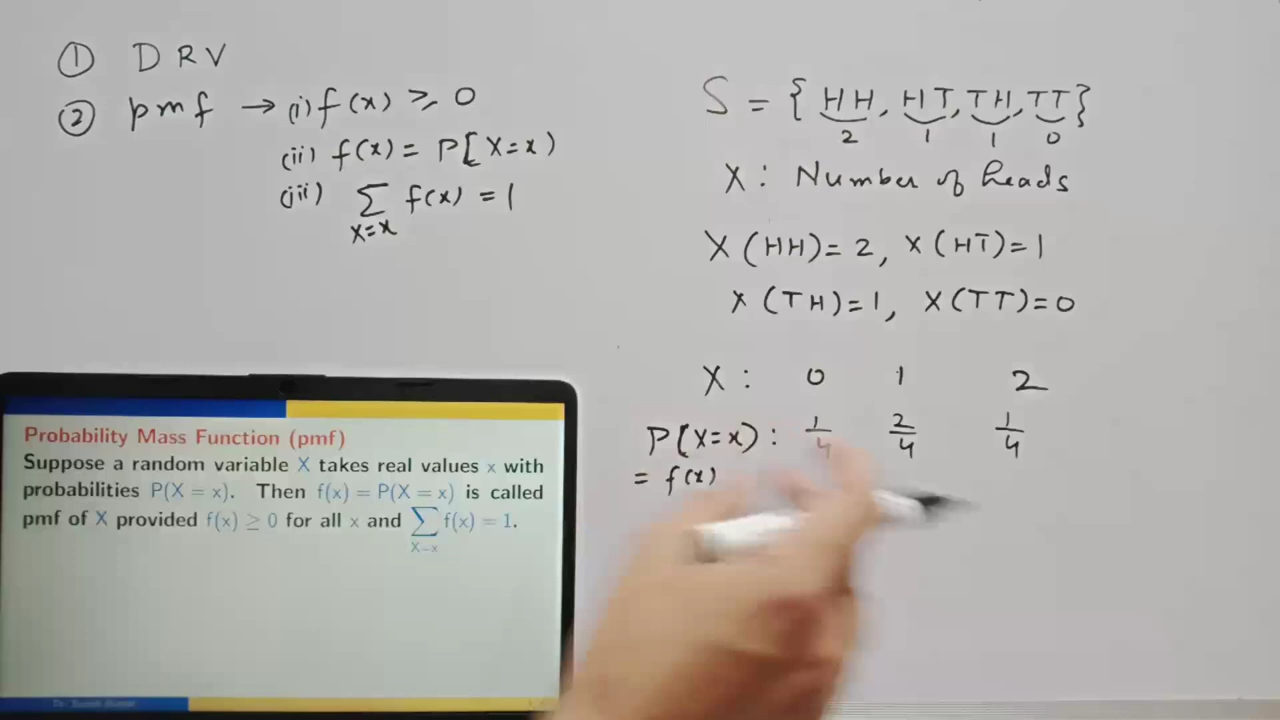 ① D R V
② pmf → (i) f(x) ≥ 0
(ii) f(x) = P[X=x)
(iii) ∑ f(x) = 1
X=x
S = {HH, HT, TH, TT}
2 1 1 0
X : Number of heads
X(HH)=2, X(HT)=1
X(TH)=1, X(TT)=0
X : 0 1 2
P(X=x) : 1/4 2/4 1/4
= f(x)
Probability Mass Function (pmf)
Suppose a random variable X takes real values x with
probabilities P(X = x). Then f(x) = P(X = x) is called
pmf of X provided f(x) ≥ 0 for all x and ∑ f(x) = 1.
X=x